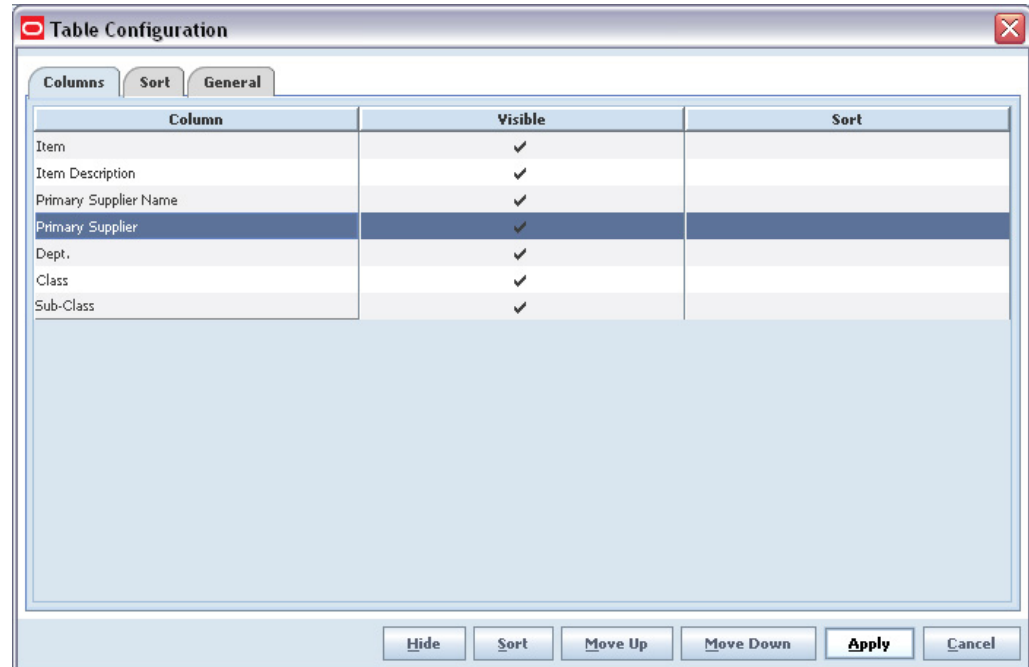 Table Configuration
Columns Sort General
Column Visible Sort
Item
Item Description
Primary Supplier Name
Primary Supplier
Dept.
Class
Sub-Class
Hide Sort Move Up Move Down Apply Cancel